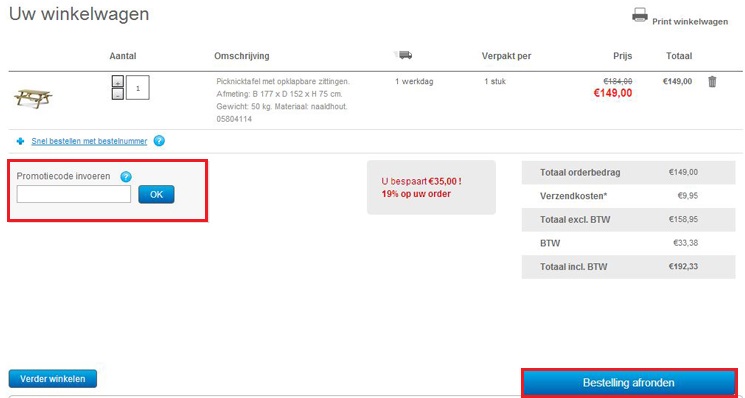 Uw winkelwagen
Print winkelwagen
Aantal Omschrijving Verpakt per Prijs Totaal
1 Picknicktafel met opklapbare zittingen. 1 werkdag 1 stuk €184,00 €149,00
Afmeting: B 177 x D 152 x H 75 cm. €149,00
Gewicht: 50 kg. Materiaal: naaldhout.
05804114
Snel bestellen met bestelnummer ?
Promotiecode invoeren ?
OK
U bespaart €35,00 !
19% op uw order
Totaal orderbedrag €149,00
Verzendkosten* €9,95
Totaal excl. BTW €158,95
BTW €33,38
Totaal incl. BTW €192,33
Verder winkelen
Bestelling afronden